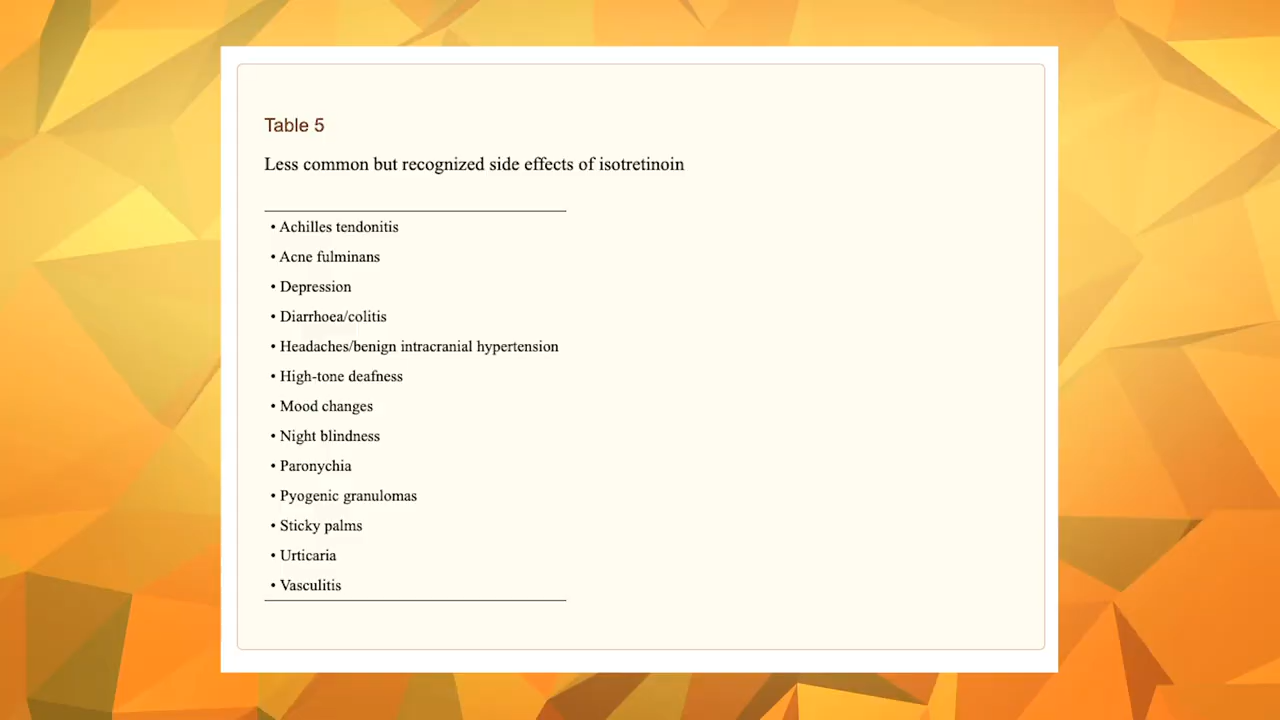 Table 5
Less common but recognized side effects of isotretinoin
• Achilles tendonitis
• Acne fulminans
• Depression
• Diarrhoea/colitis
• Headaches/benign intracranial hypertension
• High-tone deafness
• Mood changes
• Night blindness
• Paronychia
• Pyogenic granulomas
• Sticky palms
• Urticaria
• Vasculitis